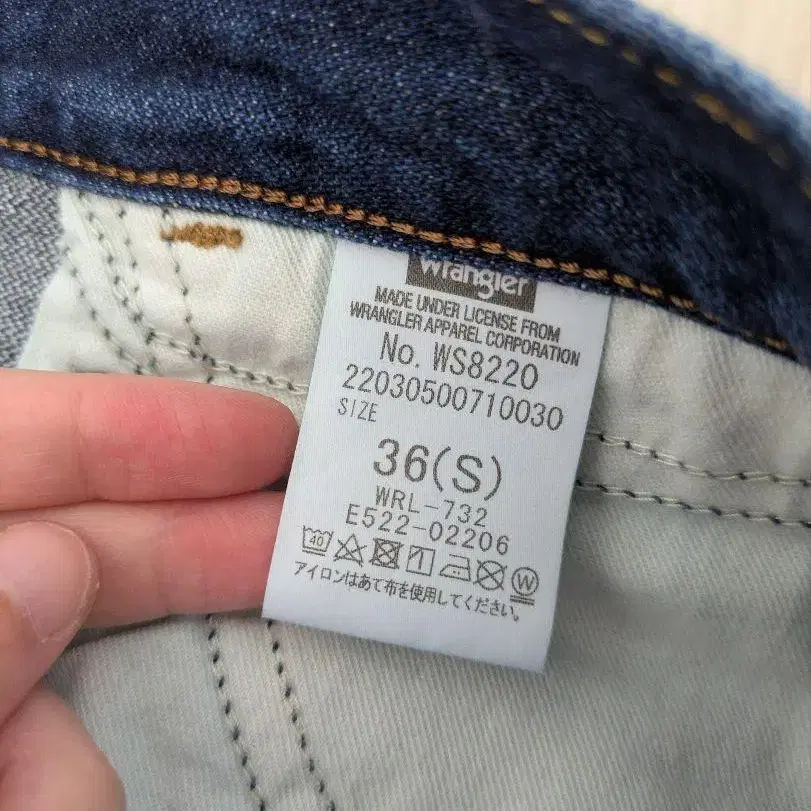 Wrangler
MADE UNDER LICENSE FROM
WRANGLER APPAREL CORPORATION
No. WS8220
22030500710030
SIZE
36(S)
WRL-732
E522-02206
40 W
アイロンはあて布を使用してください。